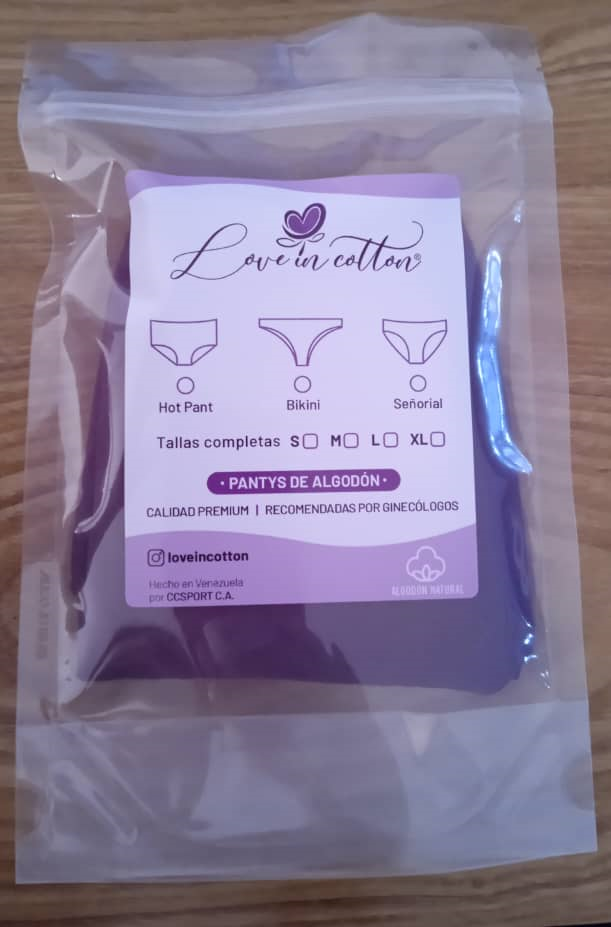 Love in cotton®
Hot Pant
Bikini
Señorial
Tallas completas S M L XL
• PANTYS DE ALGODÓN •
CALIDAD PREMIUM | RECOMENDADAS POR GINECÓLOGOS
loveincotton
Hecho en Venezuela
por CCSPORT C.A.
ALGODÓN NATURAL